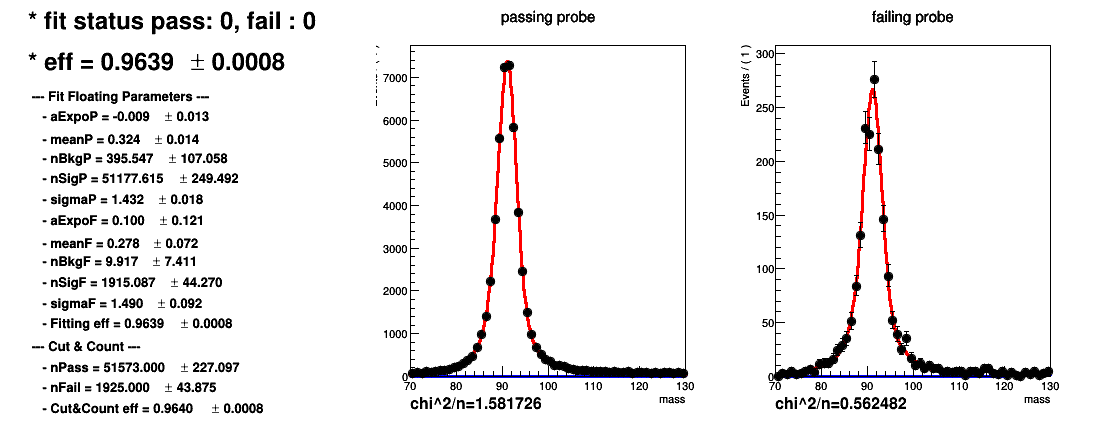 * fit status pass: 0, fail : 0
* eff = 0.9639 ± 0.0008
--- Fit Floating Parameters ---
- aExpoP = -0.009 ± 0.013
- meanP = 0.324 ± 0.014
- nBkgP = 395.547 ± 107.058
- nSigP = 51177.615 ± 249.492
- sigmaP = 1.432 ± 0.018
- aExpoF = 0.100 ± 0.121
- meanF = 0.278 ± 0.072
- nBkgF = 9.917 ± 7.411
- nSigF = 1915.087 ± 44.270
- sigmaF = 1.490 ± 0.092
- Fitting eff = 0.9639 ± 0.0008
--- Cut & Count ---
- nPass = 51573.000 ± 227.097
- nFail = 1925.000 ± 43.875
- Cut&Count eff = 0.9640 ± 0.0008
passing probe
7000
6000
5000
4000
3000
2000
1000
0
70 80 90 100 110 120 130
mass
chi^2/n=1.581726
failing probe
Events / ( 1 )
300
250
200
150
100
50
0
70 80 90 100 110 120 130
mass
chi^2/n=0.562482